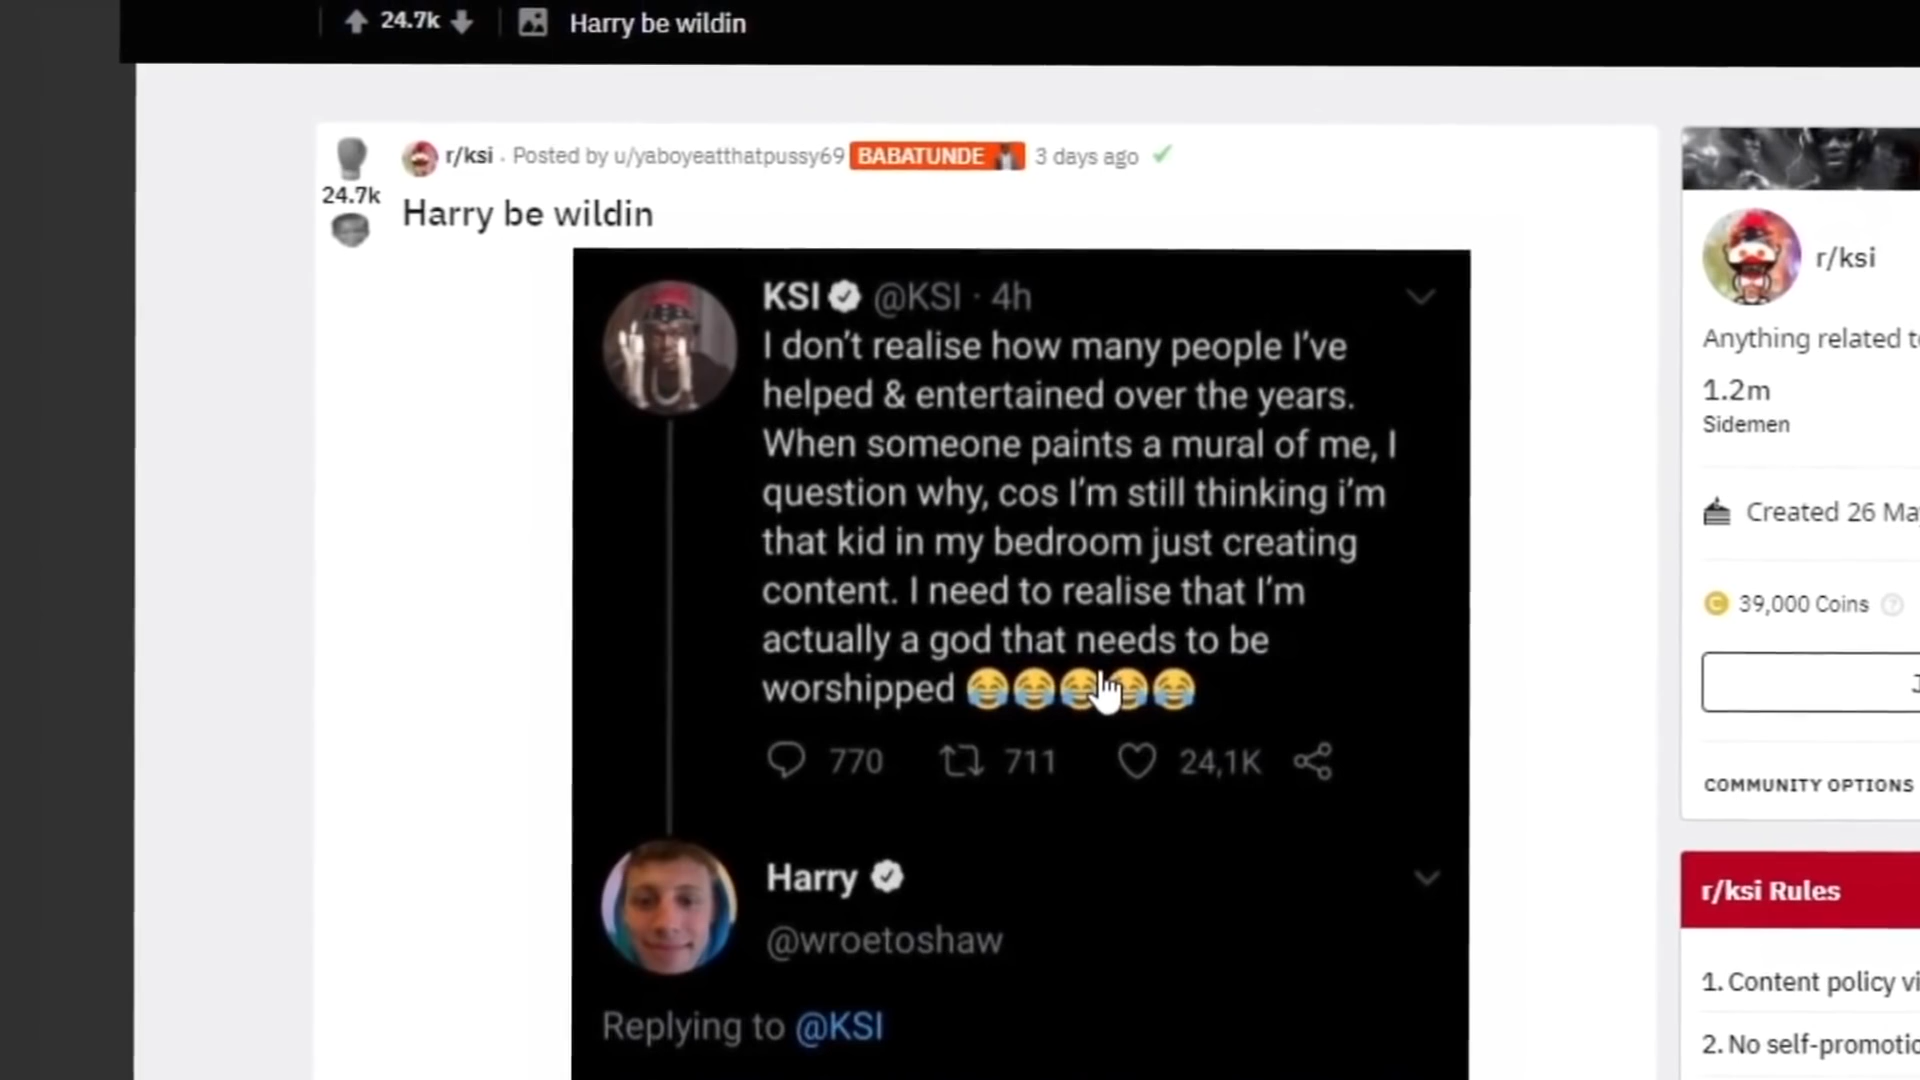 24.7k Harry be wildin
r/ksi · Posted by u/yaboyeatthatpussy69 BABATUNDE 3 days ago
24.7k
Harry be wildin
KSI @KSI · 4h
I don't realise how many people I've
helped & entertained over the years.
When someone paints a mural of me, I
question why, cos I'm still thinking i'm
that kid in my bedroom just creating
content. I need to realise that I'm
actually a god that needs to be
worshipped 😂😂😂😂😂
770 711 24,1K
Harry
@wroetoshaw
Replying to @KSI
r/ksi
Anything related
1.2m
Sidemen
Created 26
39,000 Coins
COMMUNITY OPTIONS
r/ksi Rules
1. Content policy
2. No